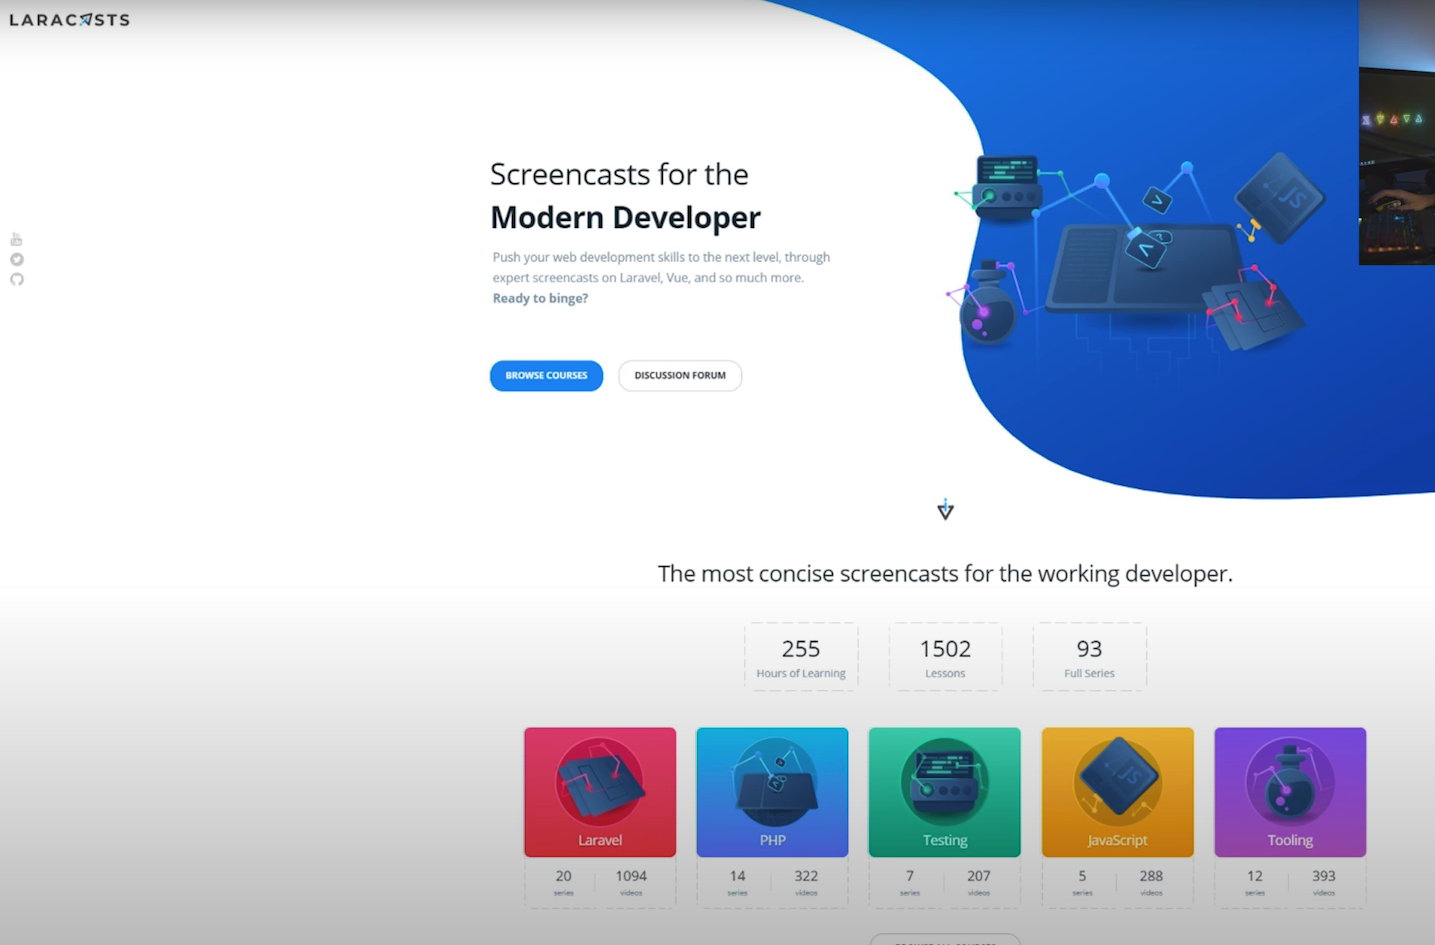 LARACASTS
Screencasts for the
Modern Developer
Push your web development skills to the next level, through
expert screencasts on Laravel, Vue, and so much more.
Ready to binge?
BROWSE COURSES
DISCUSSION FORUM
JS
The most concise screencasts for the working developer.
255
Hours of Learning
1502
Lessons
93
Full Series
JS
Laravel
PHP
Testing
JavaScript
Tooling
20
series
1094
videos
14
series
322
videos
7
series
207
videos
5
series
288
videos
12
series
393
videos